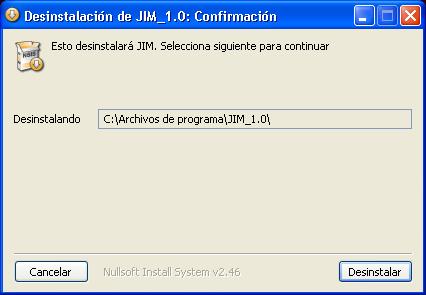 Desinstalación de JIM_1.0: Confirmación
NSIS
Esto desinstalará JIM. Selecciona siguiente para continuar
Desinstalando C:\Archivos de programa\JIM_1.0\
Cancelar Nullsoft Install System v2.46 Desinstalar